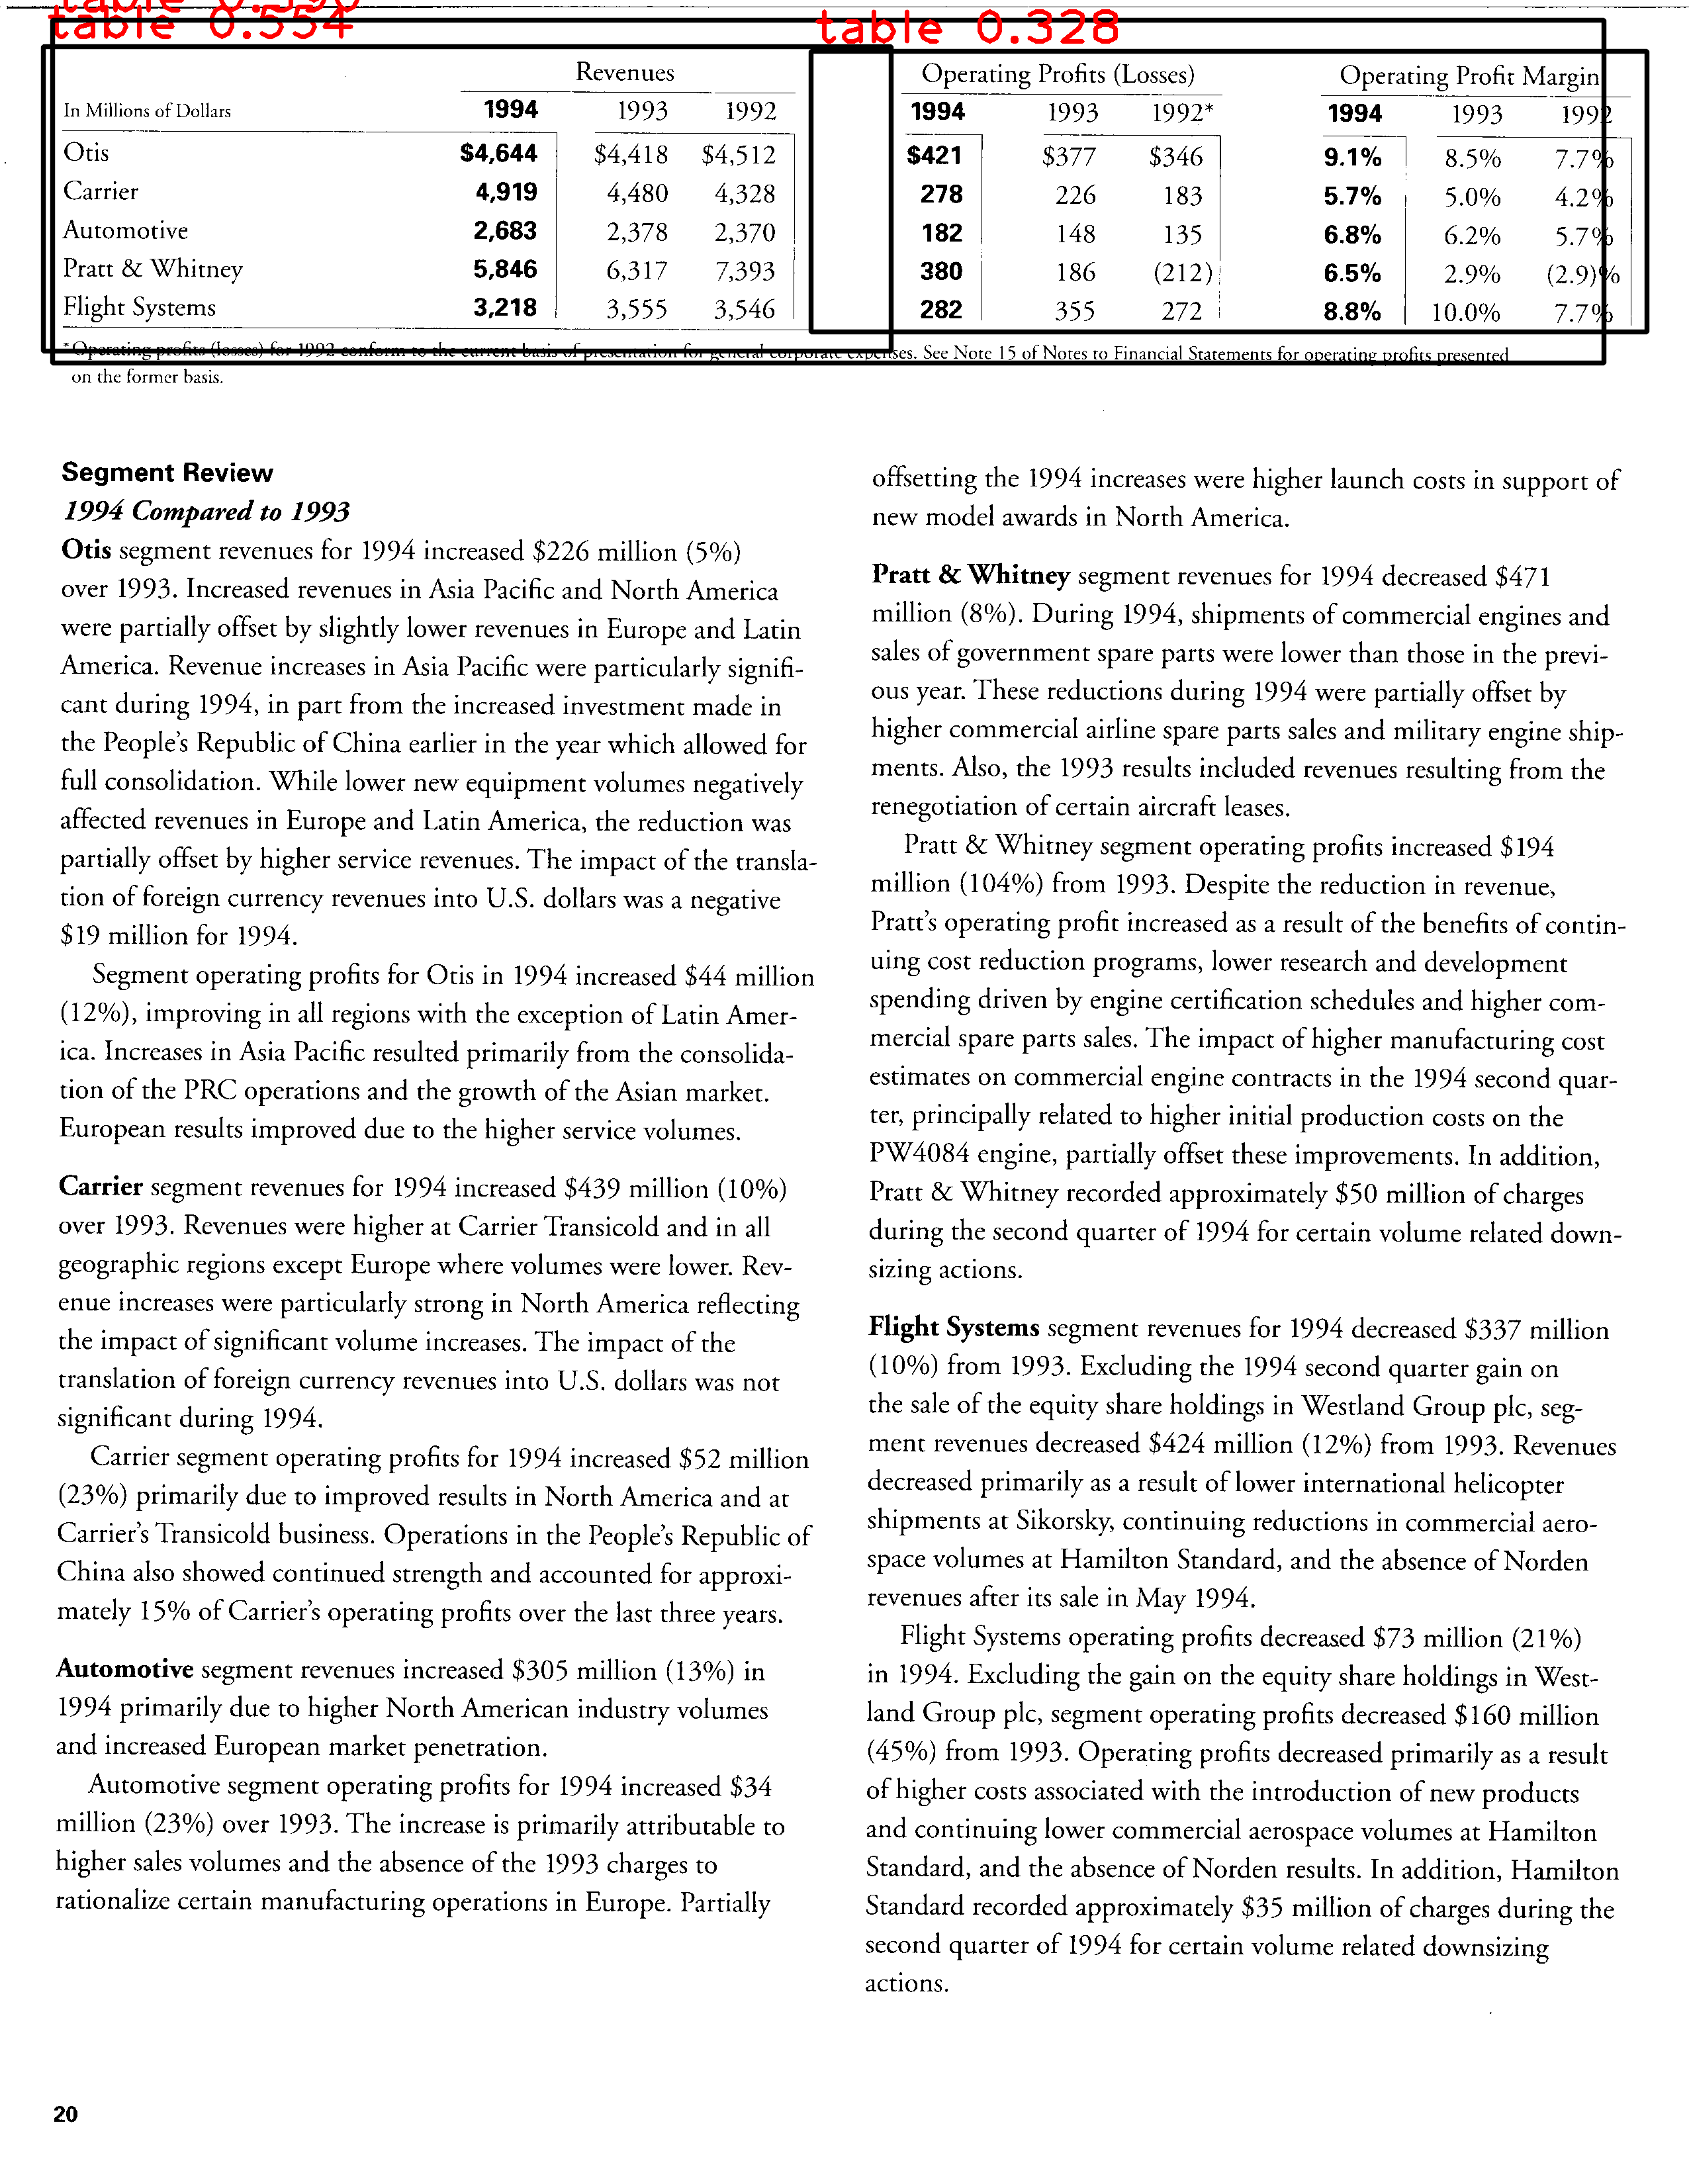 table 0.554
table 0.328
Revenues Operating Profits (Losses) Operating Profit Margin
In Millions of Dollars 1994 1993 1992 1994 1993 1992* 1994 1993 1992
Otis $4,644 $4,418 $4,512 $421 $377 $346 9.1% 8.5% 7.7%
Carrier 4,919 4,480 4,328 278 226 183 5.7% 5.0% 4.2%
Automotive 2,683 2,378 2,370 182 148 135 6.8% 6.2% 5.7%
Pratt & Whitney 5,846 6,317 7,393 380 186 (212) 6.5% 2.9% (2.9)%
Flight Systems 3,218 3,555 3,546 282 355 272 8.8% 10.0% 7.7%
*Operating profits (losses) for 1992 conform to the current basis of presentation for general corporate expenses. See Note 15 of Notes to Financial Statements for operating profits presented
on the former basis.
Segment Review
1994 Compared to 1993
Otis segment revenues for 1994 increased $226 million (5%)
over 1993. Increased revenues in Asia Pacific and North America
were partially offset by slightly lower revenues in Europe and Latin
America. Revenue increases in Asia Pacific were particularly signifi-
cant during 1994, in part from the increased investment made in
the People's Republic of China earlier in the year which allowed for
full consolidation. While lower new equipment volumes negatively
affected revenues in Europe and Latin America, the reduction was
partially offset by higher service revenues. The impact of the transla-
tion of foreign currency revenues into U.S. dollars was a negative
$19 million for 1994.
Segment operating profits for Otis in 1994 increased $44 million
(12%), improving in all regions with the exception of Latin Amer-
ica. Increases in Asia Pacific resulted primarily from the consolida-
tion of the PRC operations and the growth of the Asian market.
European results improved due to the higher service volumes.
Carrier segment revenues for 1994 increased $439 million (10%)
over 1993. Revenues were higher at Carrier Transicold and in all
geographic regions except Europe where volumes were lower. Rev-
enue increases were particularly strong in North America reflecting
the impact of significant volume increases. The impact of the
translation of foreign currency revenues into U.S. dollars was not
significant during 1994.
Carrier segment operating profits for 1994 increased $52 million
(23%) primarily due to improved results in North America and at
Carrier's Transicold business. Operations in the People's Republic of
China also showed continued strength and accounted for approxi-
mately 15% of Carrier's operating profits over the last three years.
Automotive segment revenues increased $305 million (13%) in
1994 primarily due to higher North American industry volumes
and increased European market penetration.
Automotive segment operating profits for 1994 increased $34
million (23%) over 1993. The increase is primarily attributable to
higher sales volumes and the absence of the 1993 charges to
rationalize certain manufacturing operations in Europe. Partially
offsetting the 1994 increases were higher launch costs in support of
new model awards in North America.
Pratt & Whitney segment revenues for 1994 decreased $471
million (8%). During 1994, shipments of commercial engines and
sales of government spare parts were lower than those in the previ-
ous year. These reductions during 1994 were partially offset by
higher commercial airline spare parts sales and military engine ship-
ments. Also, the 1993 results included revenues resulting from the
renegotiation of certain aircraft leases.
Pratt & Whitney segment operating profits increased $194
million (104%) from 1993. Despite the reduction in revenue,
Pratt's operating profit increased as a result of the benefits of contin-
uing cost reduction programs, lower research and development
spending driven by engine certification schedules and higher com-
mercial spare parts sales. The impact of higher manufacturing cost
estimates on commercial engine contracts in the 1994 second quar-
ter, principally related to higher initial production costs on the
PW4084 engine, partially offset these improvements. In addition,
Pratt & Whitney recorded approximately $50 million of charges
during the second quarter of 1994 for certain volume related down-
sizing actions.
Flight Systems segment revenues for 1994 decreased $337 million
(10%) from 1993. Excluding the 1994 second quarter gain on
the sale of the equity share holdings in Westland Group plc, seg-
ment revenues decreased $424 million (12%) from 1993. Revenues
decreased primarily as a result of lower international helicopter
shipments at Sikorsky, continuing reductions in commercial aero-
space volumes at Hamilton Standard, and the absence of Norden
revenues after its sale in May 1994.
Flight Systems operating profits decreased $73 million (21%)
in 1994. Excluding the gain on the equity share holdings in West-
land Group plc, segment operating profits decreased $160 million
(45%) from 1993. Operating profits decreased primarily as a result
of higher costs associated with the introduction of new products
and continuing lower commercial aerospace volumes at Hamilton
Standard, and the absence of Norden results. In addition, Hamilton
Standard recorded approximately $35 million of charges during the
second quarter of 1994 for certain volume related downsizing
actions.
20